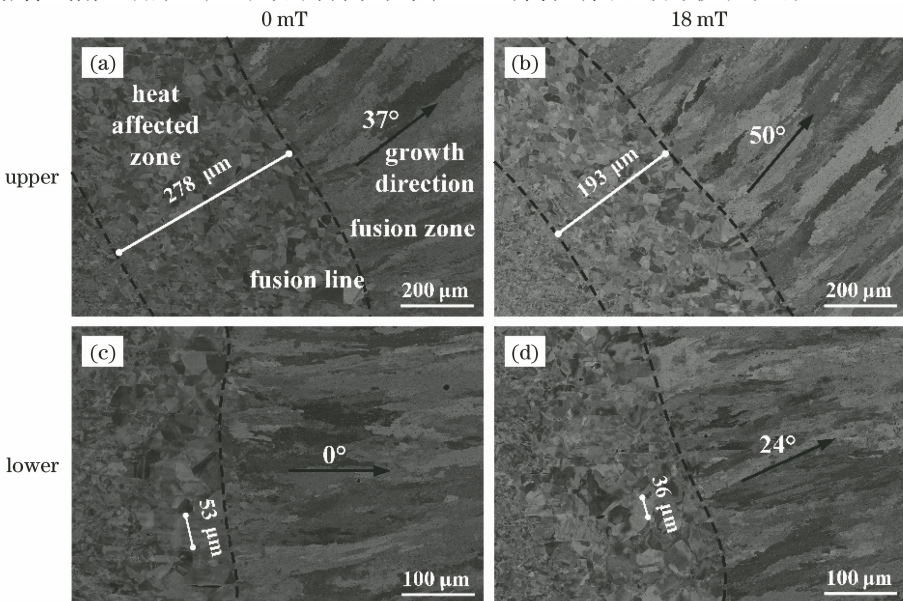 0 mT
18 mT
upper
(a)
heat
affected
zone
278 μm
37°
growth
direction
fusion zone
fusion line
200 μm
(b)
193 μm
50°
200 μm
lower
(c)
0°
53 μm
100 μm
(d)
24°
36 μm
100 μm